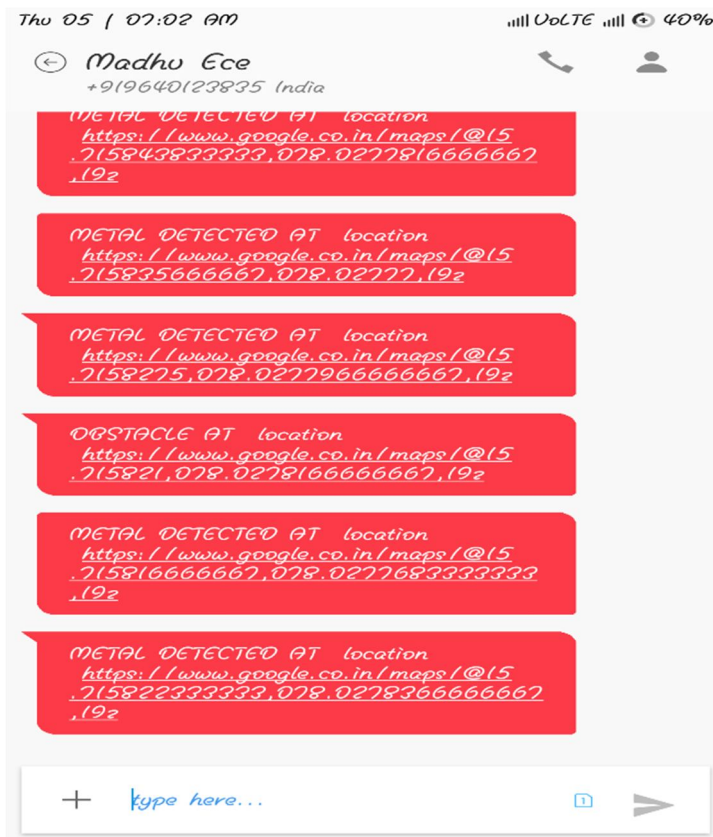 Thu 05 / 07:02 AM VoLTE 40%
Madhu Ece
+919640123835 India
METAL DETECTED AT location
https://www.google.co.in/maps/@15
.715843833333,078.0277816666667
,19z
METAL DETECTED AT location
https://www.google.co.in/maps/@15
.715835666667,078.02777,19z
METAL DETECTED AT location
https://www.google.co.in/maps/@15
.7158275,078.0277966666667,19z
OBSTACLE AT location
https://www.google.co.in/maps/@15
.715821,078.0278166666667,19z
METAL DETECTED AT location
https://www.google.co.in/maps/@15
.715816666667,078.0277683333333
,19z
METAL DETECTED AT location
https://www.google.co.in/maps/@15
.715822333333,078.0278366666667
,19z
type here... 1